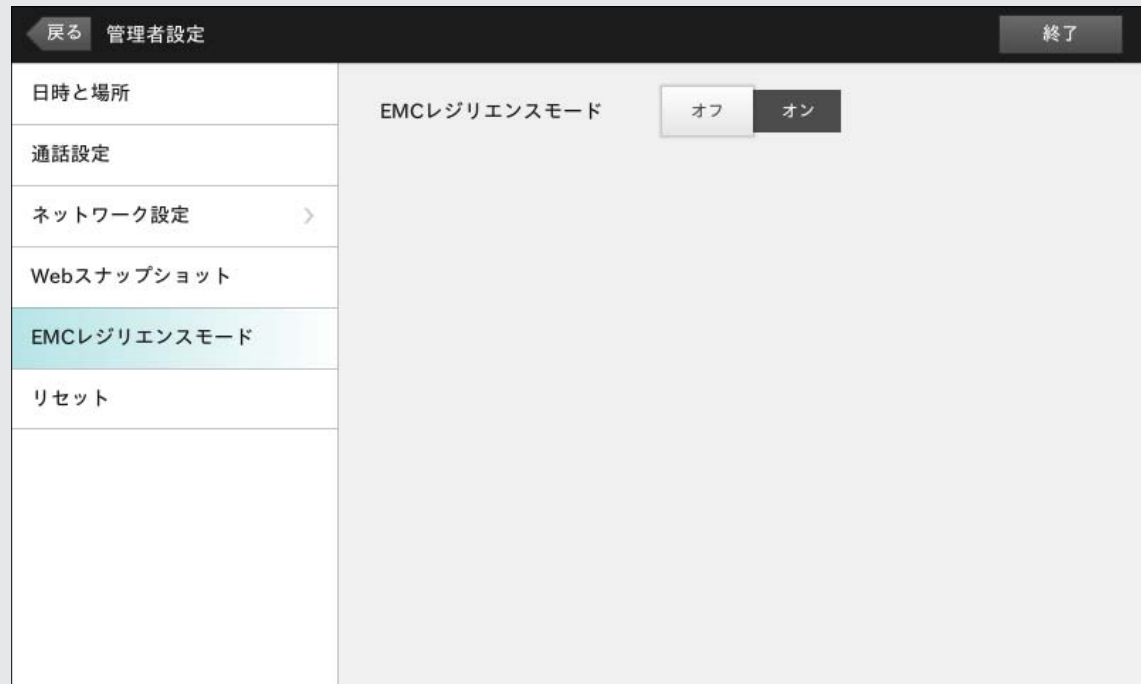 戻る 管理者設定 終了
日時と場所
EMCレジリエンスモード オフ オン
通話設定
ネットワーク設定
Webスナップショット
EMCレジリエンスモード
リセット